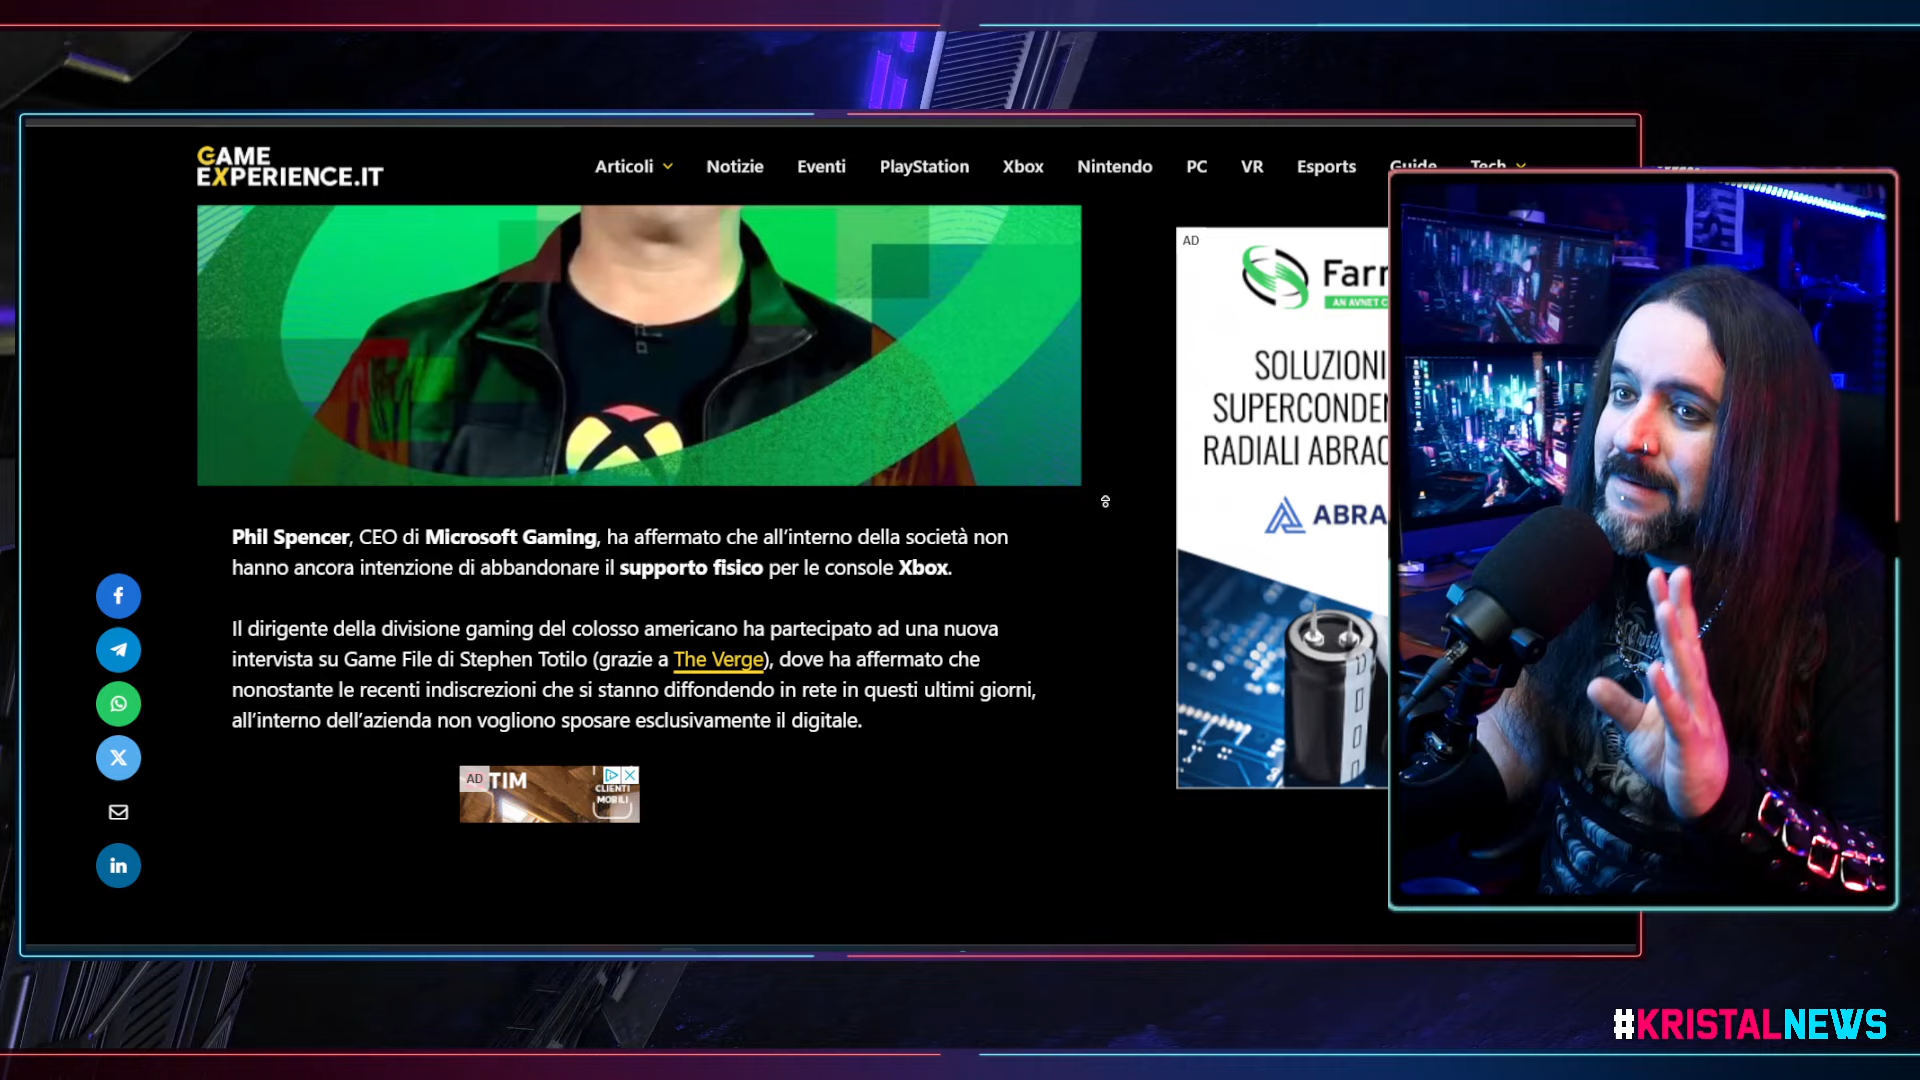 GAME
EXPERIENCE.IT
Articoli Notizie Eventi PlayStation Xbox Nintendo PC VR Esports Guide Tech
AD
AN AVNET
SOLUZIONI
RADIALI
Phil Spencer, CEO di Microsoft Gaming, ha affermato che all'interno della società non
hanno ancora intenzione di abbandonare il supporto fisico per le console Xbox.
Il dirigente della divisione gaming del colosso americano ha partecipato ad una nuova
intervista su Game File di Stephen Totilo (grazie a The Verge), dove ha affermato che
nonostante le recenti indiscrezioni che si stanno diffondendo in rete in questi ultimi giorni,
all'interno dell'azienda non vogliono sposare esclusivamente il digitale.
AD TIM
CLIENTI
MOBILI
#KRISTALNEWS